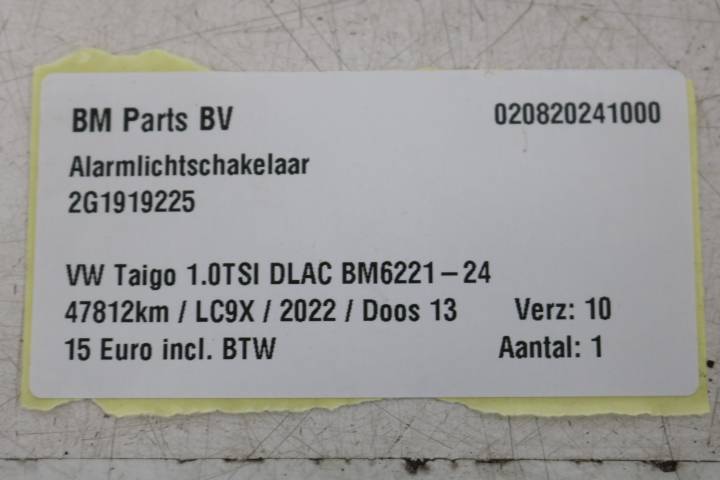 BM Parts BV 020820241000
Alarmlichtschakelaar
2G1919225
VW Taigo 1.0TSI DLAC BM6221-24
47812km / LC9X / 2022 / Doos 13 Verz: 10
15 Euro incl. BTW Aantal: 1